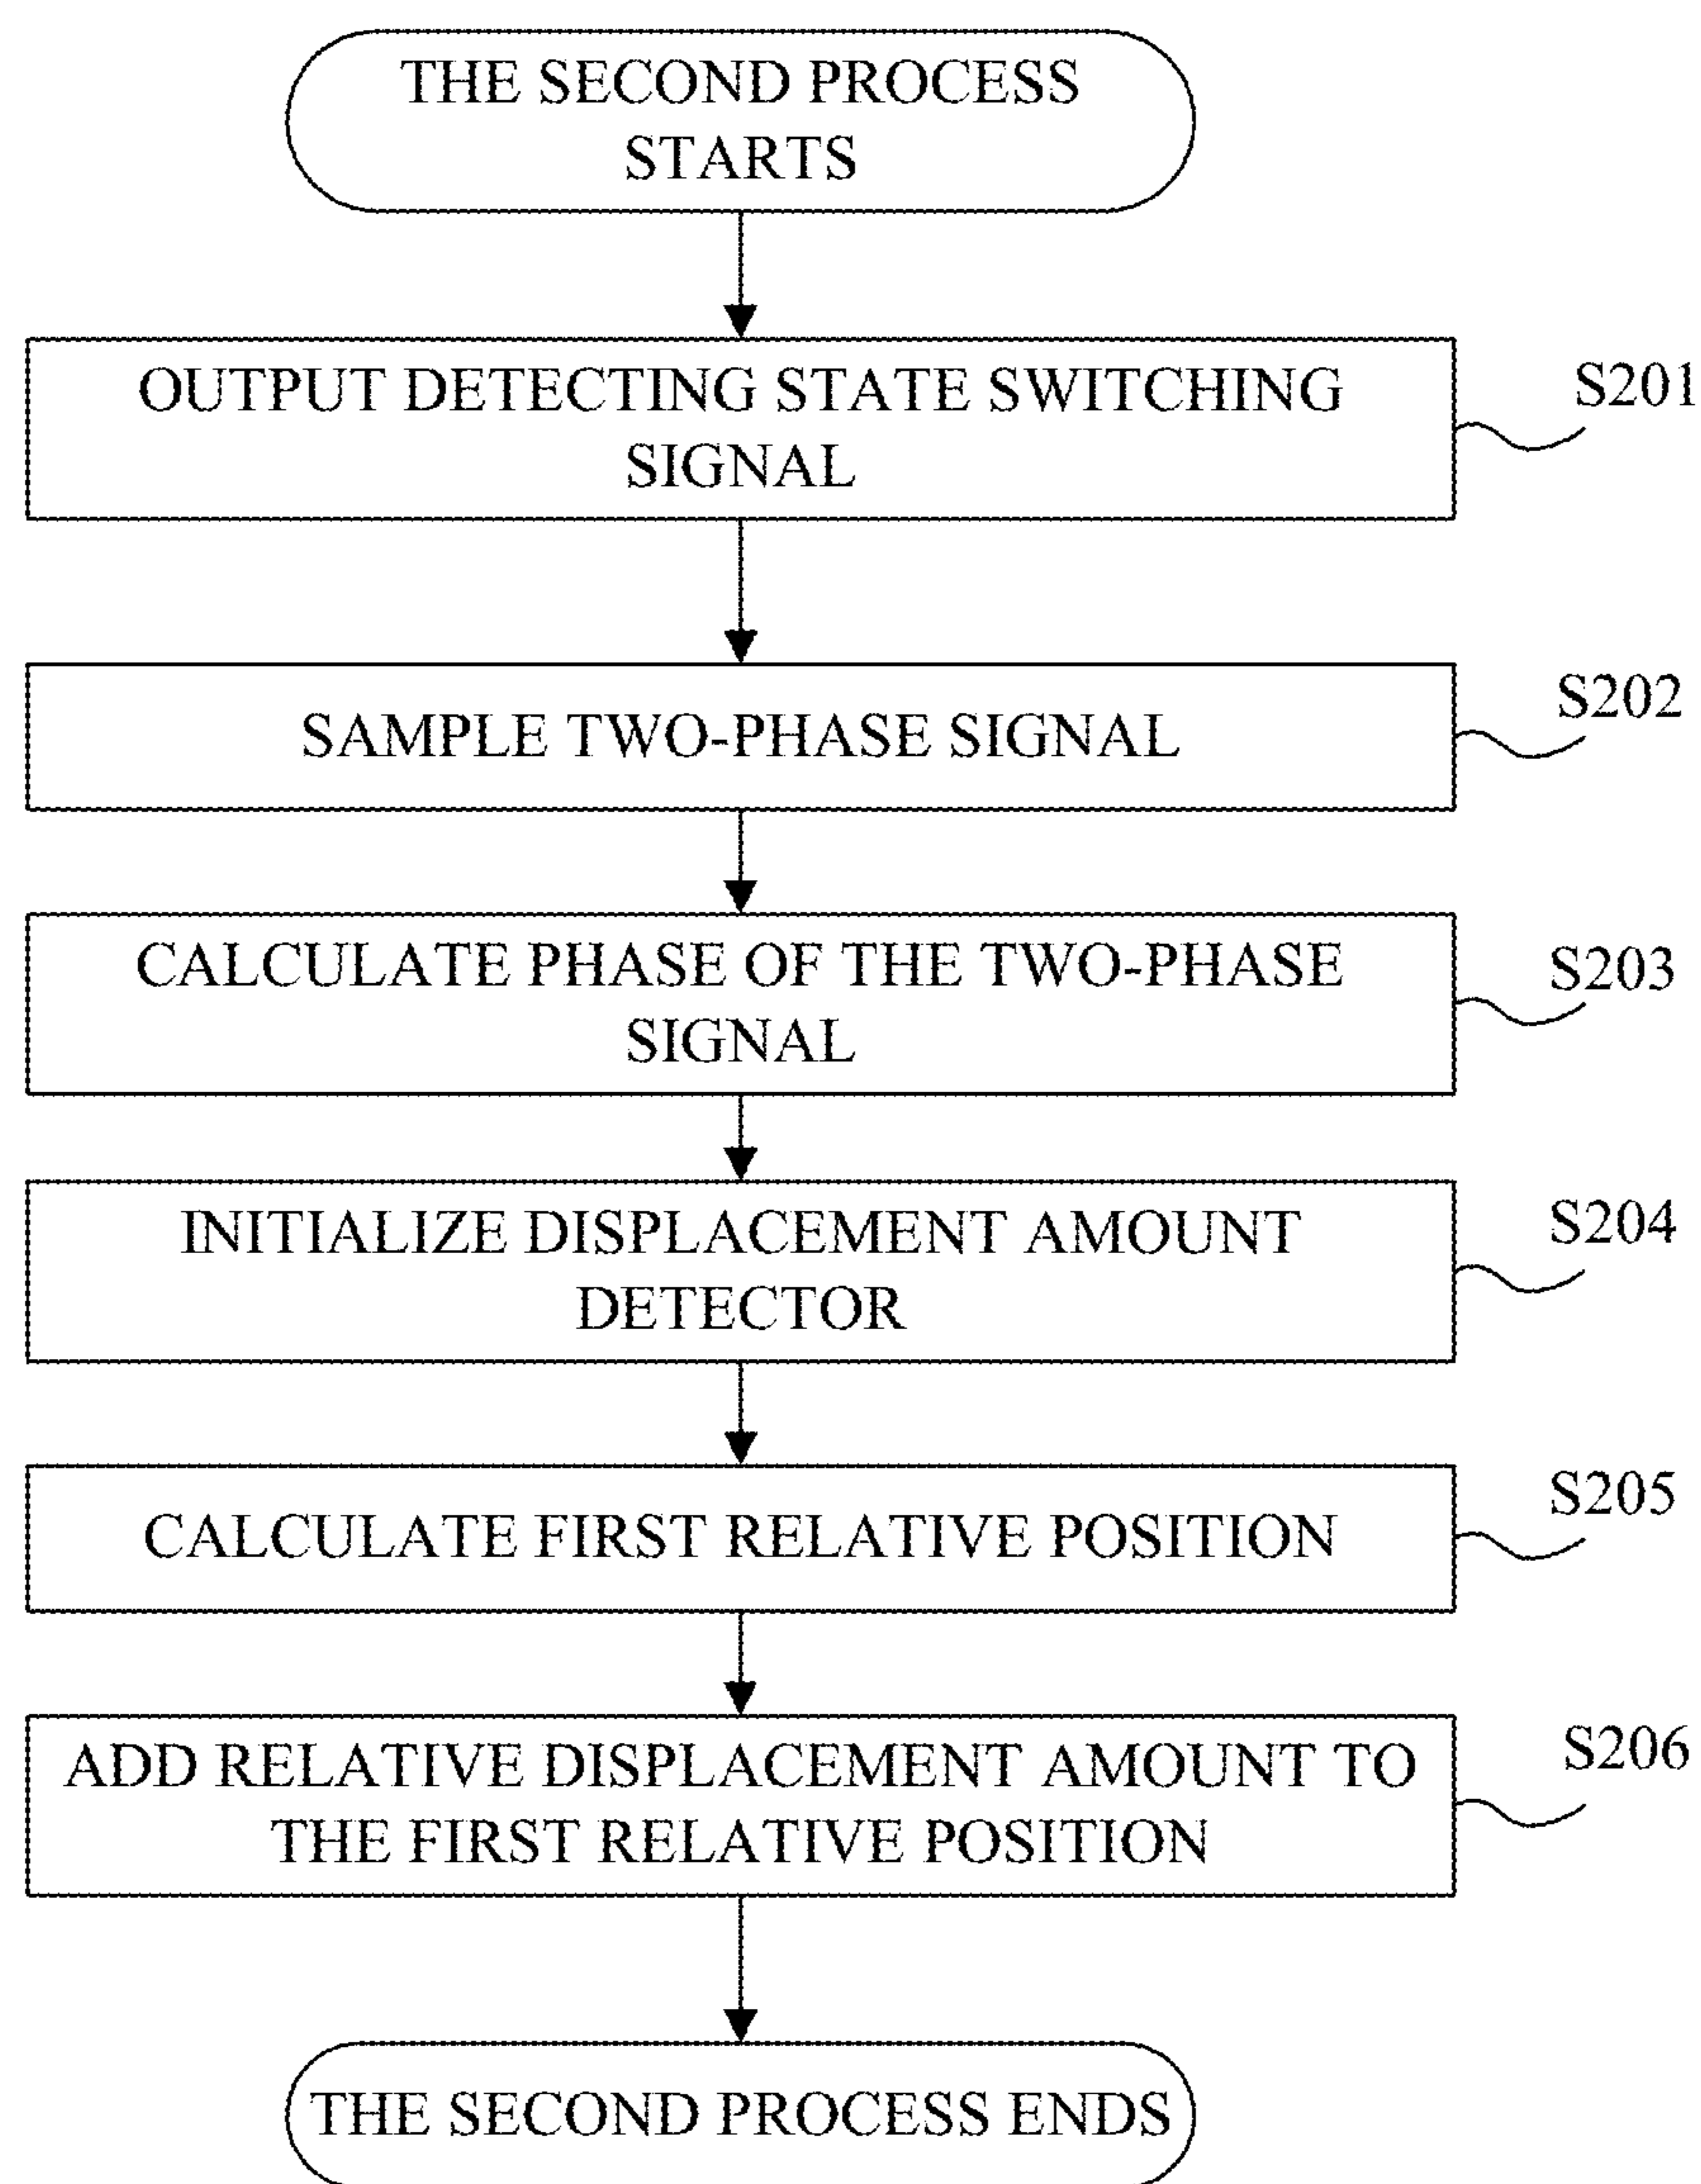 THE SECOND PROCESS
STARTS
OUTPUT DETECTING STATE SWITCHING
SIGNAL
S201
SAMPLE TWO-PHASE SIGNAL
S202
CALCULATE PHASE OF THE TWO-PHASE
SIGNAL
S203
INITIALIZE DISPLACEMENT AMOUNT
DETECTOR
S204
CALCULATE FIRST RELATIVE POSITION
S205
ADD RELATIVE DISPLACEMENT AMOUNT TO
THE FIRST RELATIVE POSITION
S206
THE SECOND PROCESS ENDS